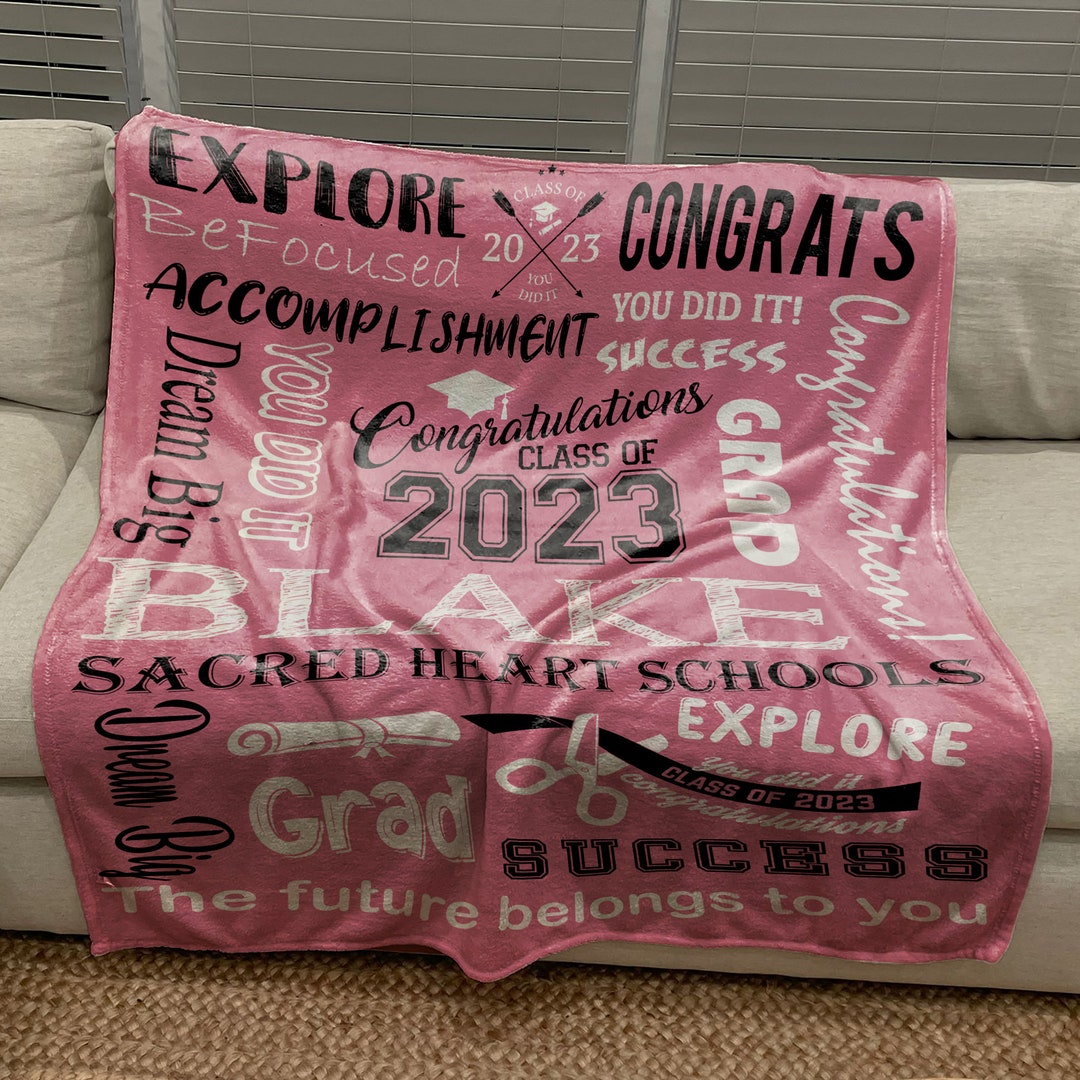 EXPLORE
BeFocused
CLASS OF
20 23
YOU
DID IT
CONGRATS
ACCOMPLISHMENT
YOU DID IT!
SUCCESS
Congratulations!
Dream Big
YOU DID IT
Congratulations
CLASS OF
2023
GRAD
BLAKE
SACRED HEART SCHOOLS
Dream Big
Grad
EXPLORE
You did it
CLASS OF 2023
congratulations
SUCCESS
The future belongs to you